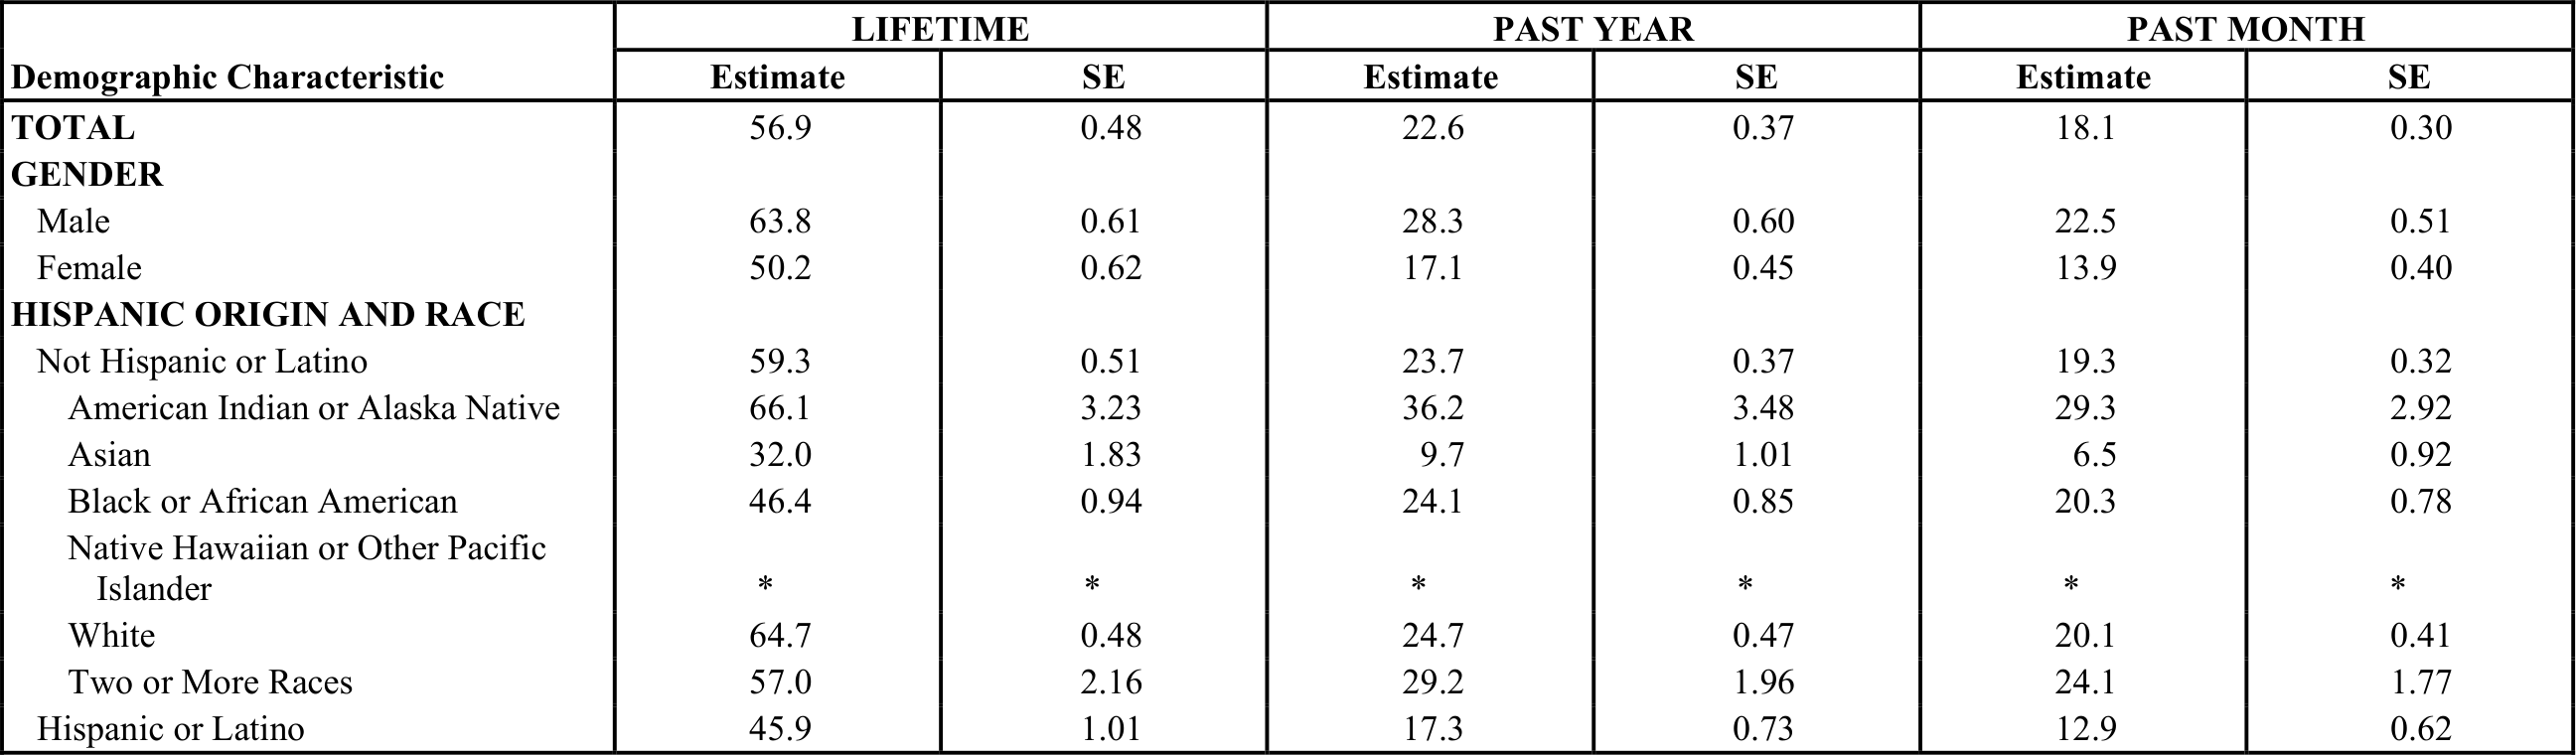 LIFETIME PAST YEAR PAST MONTH
Demographic Characteristic Estimate SE Estimate SE Estimate SE
TOTAL 56.9 0.48 22.6 0.37 18.1 0.30
GENDER
Male 63.8 0.61 28.3 0.60 22.5 0.51
Female 50.2 0.62 17.1 0.45 13.9 0.40
HISPANIC ORIGIN AND RACE
Not Hispanic or Latino 59.3 0.51 23.7 0.37 19.3 0.32
American Indian or Alaska Native 66.1 3.23 36.2 3.48 29.3 2.92
Asian 32.0 1.83 9.7 1.01 6.5 0.92
Black or African American 46.4 0.94 24.1 0.85 20.3 0.78
Native Hawaiian or Other Pacific
Islander * * * * * *
White 64.7 0.48 24.7 0.47 20.1 0.41
Two or More Races 57.0 2.16 29.2 1.96 24.1 1.77
Hispanic or Latino 45.9 1.01 17.3 0.73 12.9 0.62